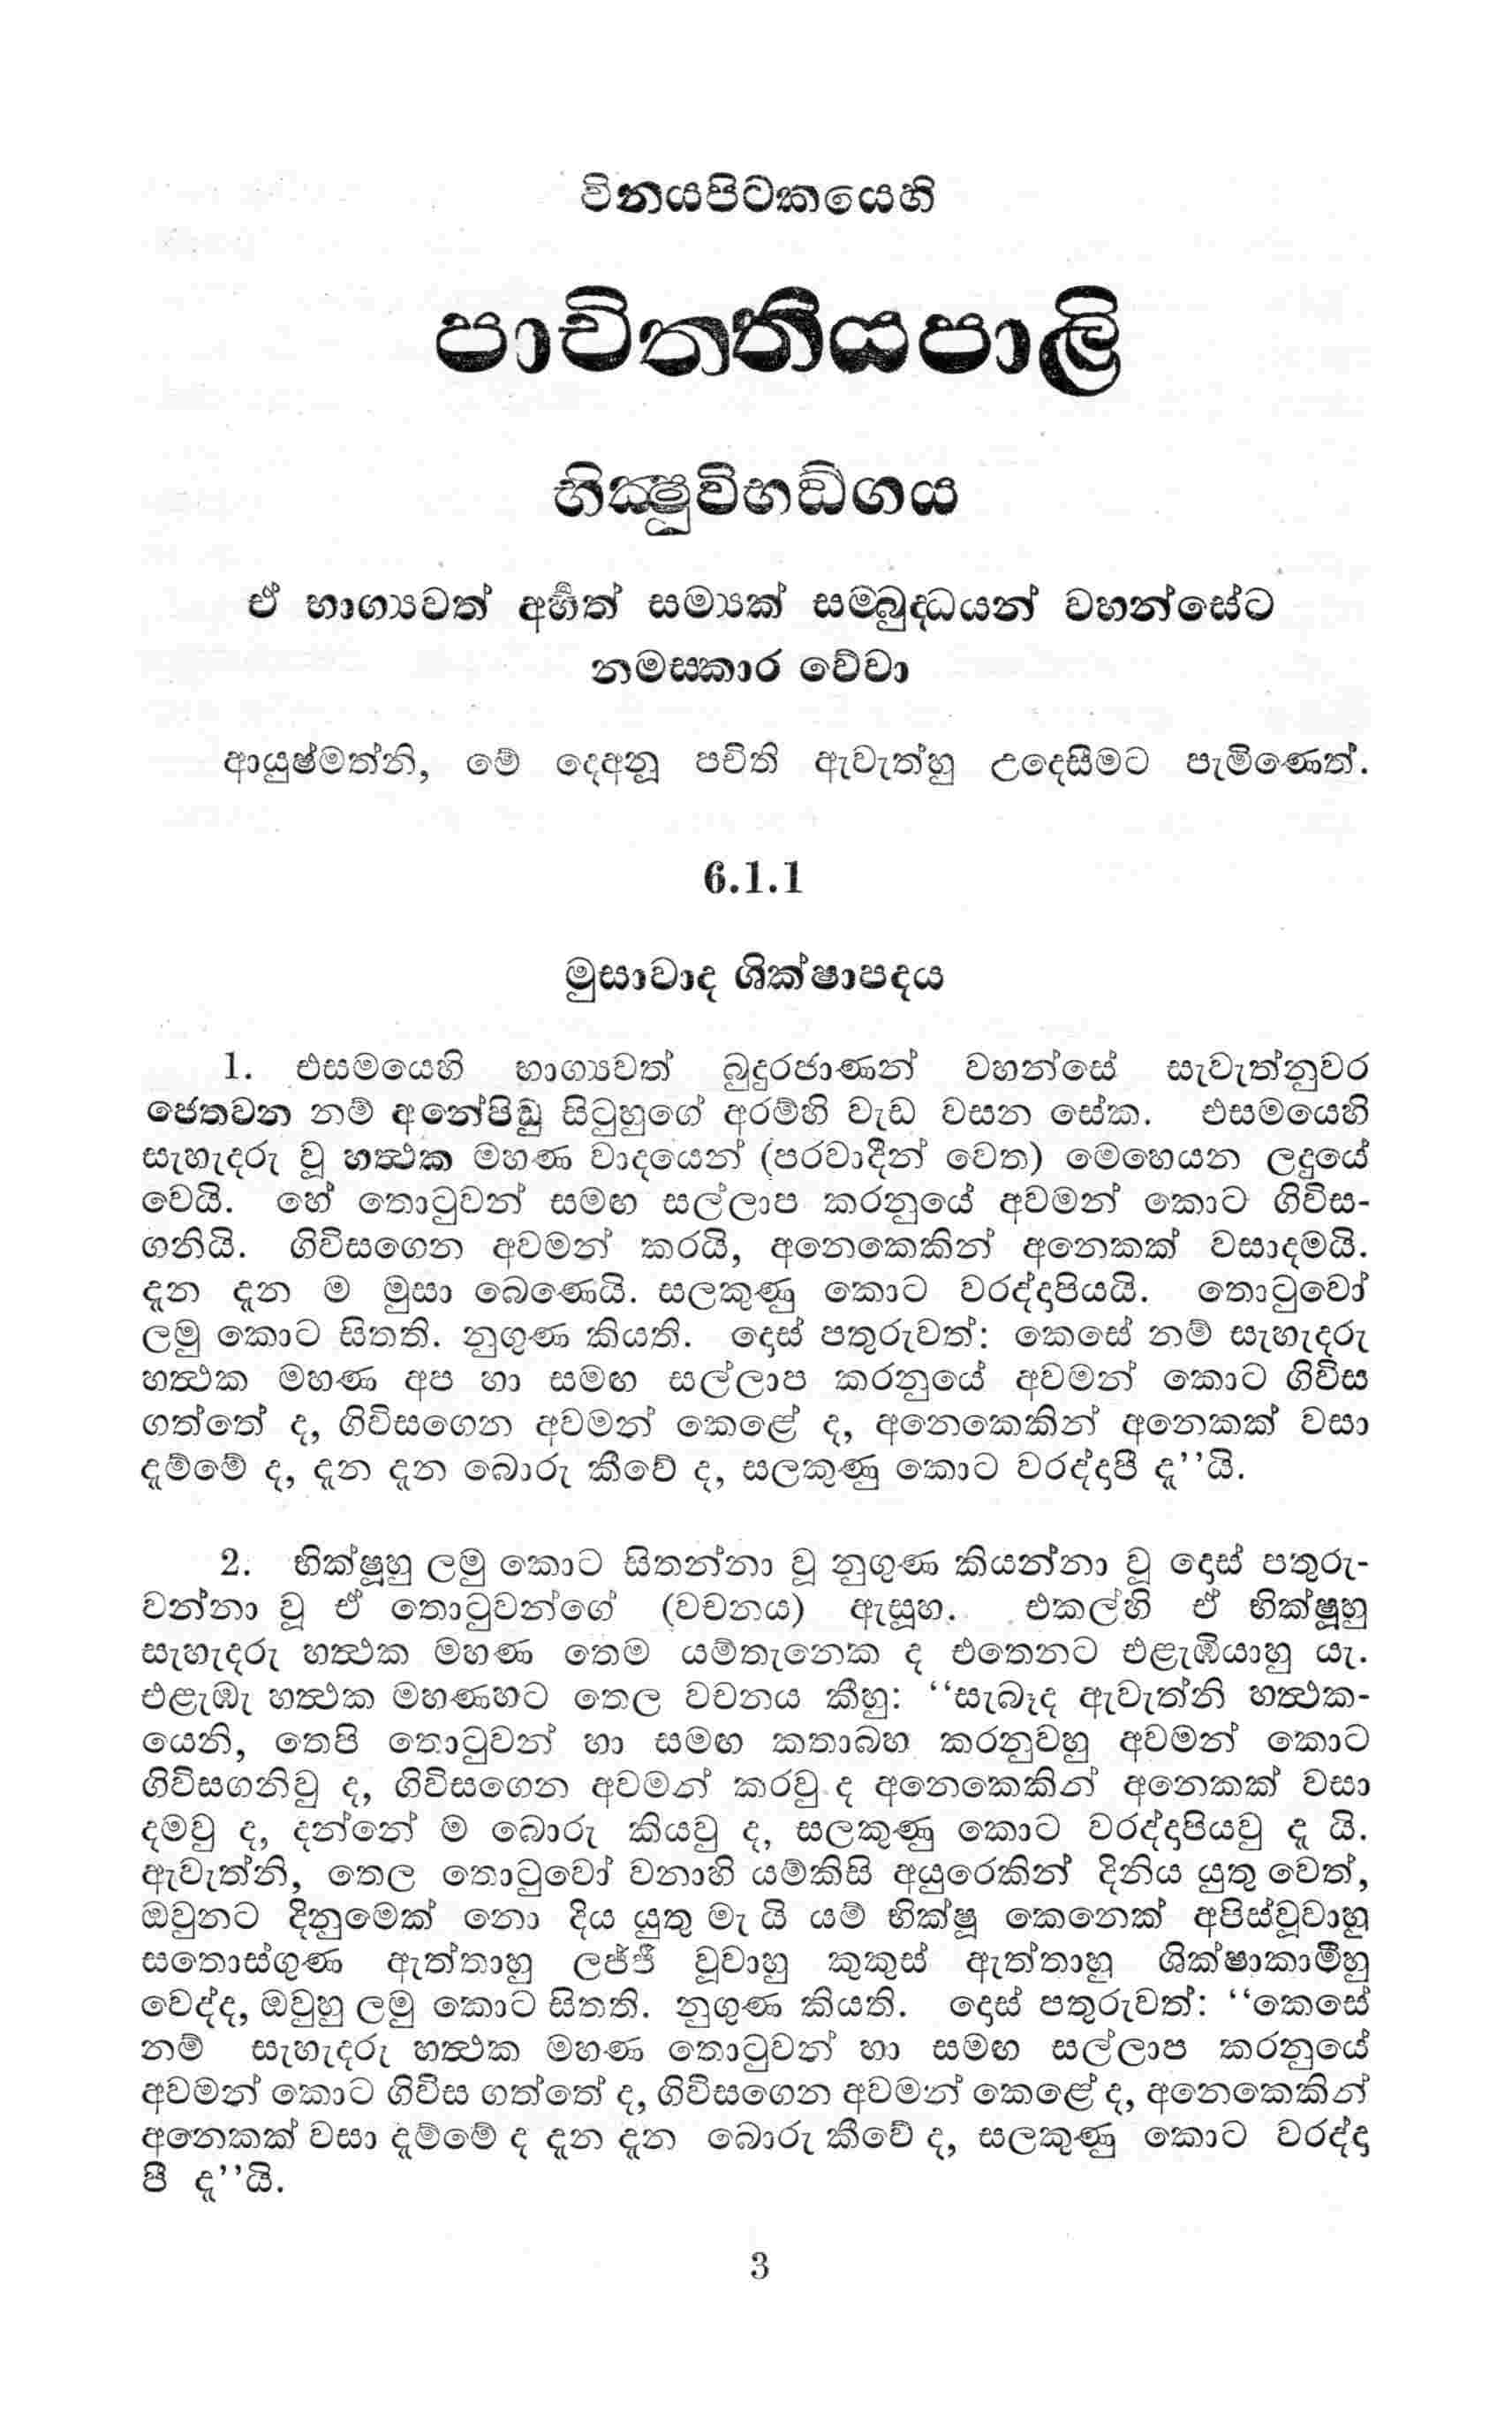 විනයපිටකයෙහි
පාචිත්තියපාළි
භික්‍ෂුවිභඞ්ගය
ඒ භාග්‍යවත් අර්‍හත් සම්‍යක් සම්බුද්ධයන් වහන්සේට
නමස්කාර වේවා
ආයුෂ්මත්නි, මේ දෙඅනූ පචිති ඇවැත්හු උදෙසීමට පැමිණෙත්.
6.1.1
මුසාවාද ශික්ෂාපදය
1. එසමයෙහි භාග්‍යවත් බුදුරජාණන් වහන්සේ සැවැත්නුවර
ජෙතවන නම් අනේපිඬු සිටුහුගේ අරම්හි වැඩ වසන සේක. එසමයෙහි
සැහැදරු වූ හත්‍ථක මහණ වාදයෙන් (පරවාදීන් වෙත) මෙහෙයන ලදුයේ
වෙයි. හේ තොටුවන් සමඟ සල්ලාප කරනුයේ අවමන් කොට ගිවිස-
ගනියි. ගිවිසගෙන අවමන් කරයි, අනෙකෙකින් අනෙකක් වසාදමයි.
දැන දැන ම මුසා බෙණෙයි. සලකුණු කොට වරද්දාපියයි. තොටුවෝ
ලමු කොට සිතති. නුගුණ කියති. දොස් පතුරුවත්: කෙසේ නම් සැහැදරු
හත්‍ථක මහණ අප හා සමඟ සල්ලාප කරනුයේ අවමන් කොට ගිවිස
ගත්තේ ද, ගිවිසගෙන අවමන් කෙළේ ද, අනෙකෙකින් අනෙකක් වසා
දැම්මේ ද, දැන දැන බොරු කීවේ ද, සලකුණු කොට වරද්දාපී දැ’’යි.
2. භික්ෂූහු ලමු කොට සිතන්නා වූ නුගුණ කියන්නා වූ දොස් පතුරු-
වන්නා වූ ඒ තොටුවන්ගේ (වචනය) ඇසූහ. එකල්හි ඒ භික්ෂූහු
සැහැදරු හත්‍ථක මහණ තෙම යම්තැනෙක ද එතෙනට එළැඹියාහු යැ.
එළැඹැ හත්‍ථක මහණහට තෙල වචනය කීහු: ‘‘සැබෑද ඇවැත්නි හත්‍ථක-
යෙනි, තෙපි තොටුවන් හා සමඟ කතාබහ කරනුවහු අවමන් කොට
ගිවිසගනිවු ද, ගිවිසගෙන අවමන් කරවු ද අනෙකෙකින් අනෙකක් වසා
දමවු ද, දන්නේ ම බොරු කියවු ද, සලකුණු කොට වරද්දාපියවු දැ යි.
ඇවැත්නි, තෙල තොටුවෝ වනාහි යම්කිසි අයුරෙකින් දිනිය යුතු වෙත්,
ඔවුනට දිනුමෙක් නො දිය යුතු මැ යි යම් භික්ෂූ කෙනෙක් අපිස්වූවාහු
සතොස්ගුණ ඇත්තාහු ලජ්ජී වූවාහු කුකුස් ඇත්තාහු ශික්ෂාකාමීහු
වෙද්ද, ඔවුහු ලමු කොට සිතති. නුගුණ කියති. දොස් පතුරුවත්: ‘‘කෙසේ
නම් සැහැදරු හත්‍ථක මහණ තොටුවන් හා සමඟ සල්ලාප කරනුයේ
අවමන් කොට ගිවිස ගත්තේ ද, ගිවිසගෙන අවමන් කෙළේ ද, අනෙකෙකින්
අනෙකක් වසා දැම්මේ ද දැන දැන බොරු කීවේ ද, සලකුණු කොට වරද්දා
පී දැ’’යි.
3